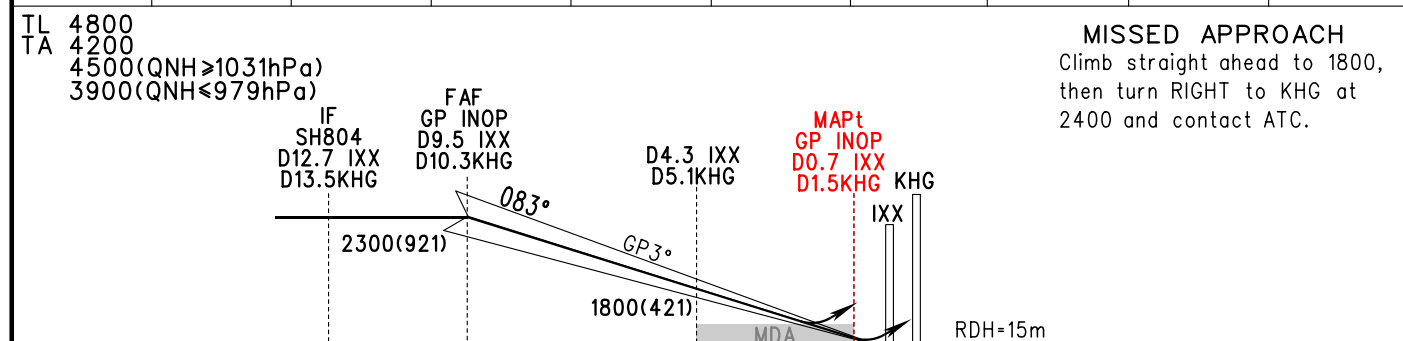 TL 4800
TA 4200
4500(QNH≥1031hPa)
3900(QNH≤979hPa)
MISSED APPROACH
Climb straight ahead to 1800,
then turn RIGHT to KHG at
2400 and contact ATC.
IF
SH804
D12.7 IXX
D13.5KHG
FAF
GP INOP
D9.5 IXX
D10.3KHG
D4.3 IXX
D5.1KHG
MAPt
GP INOP
D0.7 IXX
D1.5KHG
KHG
IXX
083°
GP3°
2300(921)
1800(421)
MDA
RDH=15m